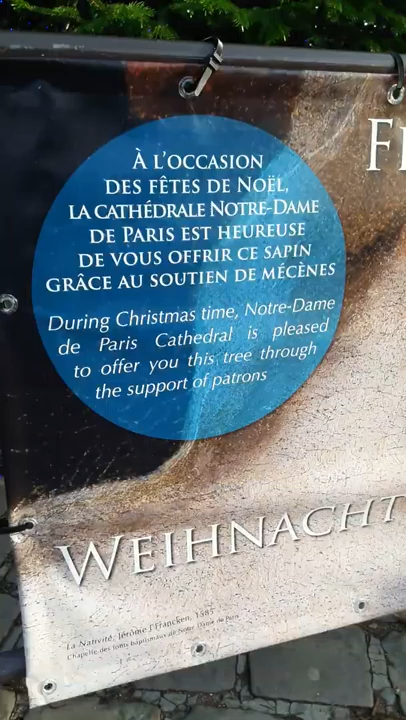 À L'OCCASION
DES FÊTES DE NOËL,
LA CATHÉDRALE NOTRE-DAME
DE PARIS EST HEUREUSE
DE VOUS OFFRIR CE SAPIN
GRÂCE AU SOUTIEN DE MÉCÈNES
During Christmas time, Notre-Dame
de Paris Cathedral is pleased
to offer you this tree through
the support of patrons
WEIHNACHT
La Nativité, Jérôme I Francken, 1585
Chapelle des fonts baptismaux de Notre-Dame de Paris